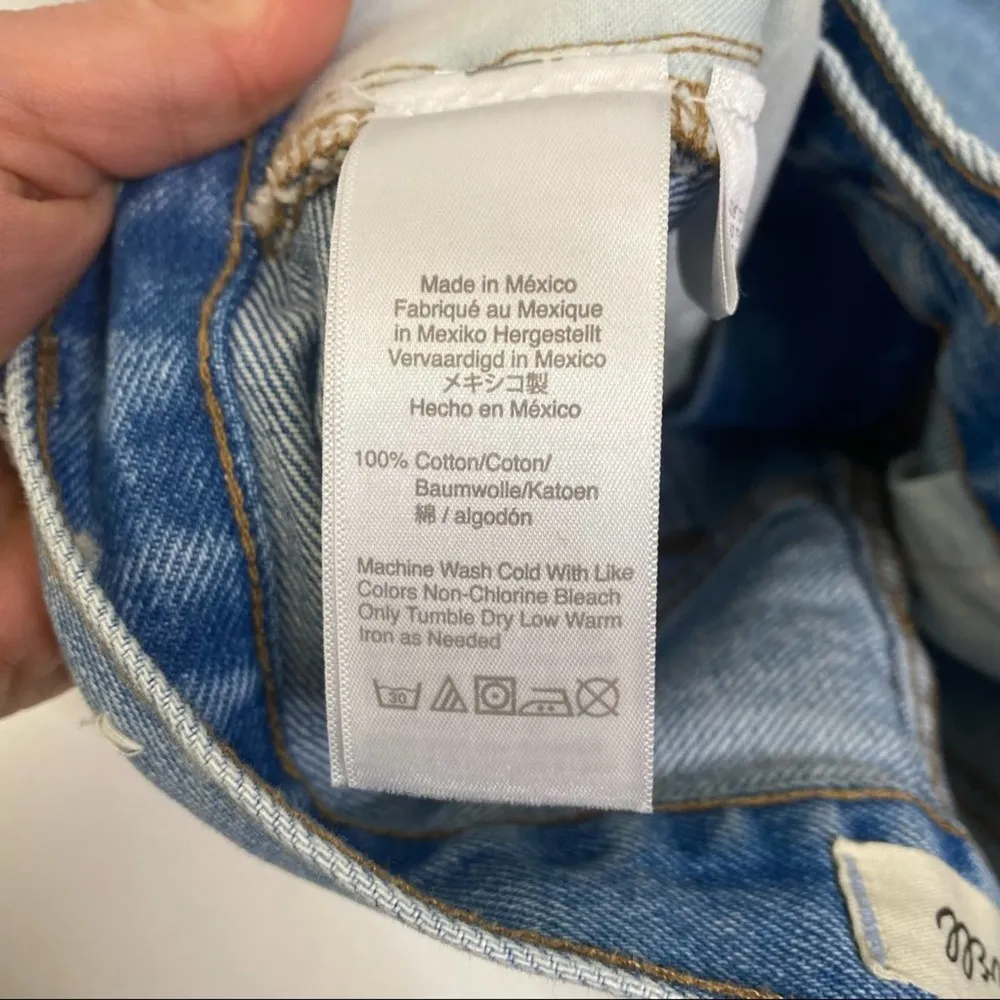 Made in México
Fabriqué au Mexique
in Mexiko Hergestellt
Vervaardigd in Mexico
メキシコ製
Hecho en México
100% Cotton/Coton/
Baumwolle/Katoen
綿 / algodón
Machine Wash Cold With Like
Colors Non-Chlorine Bleach
Only Tumble Dry Low Warm
Iron as Needed
30